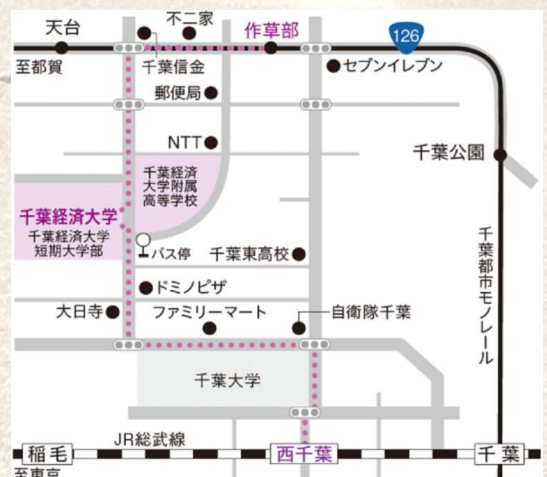 天台
不二家
作草部
126
至都賀
千葉信金
セブンイレブン
郵便局
NTT
千葉公園
千葉経済
大学附属
高等学校
千葉経済大学
千葉経済大学
短期大学部
バス停
千葉東高校
千葉都市モノレール
ドミノピザ
大日寺
ファミリーマート
自衛隊千葉
千葉大学
JR総武線
稲毛
西千葉
千葉
至東京